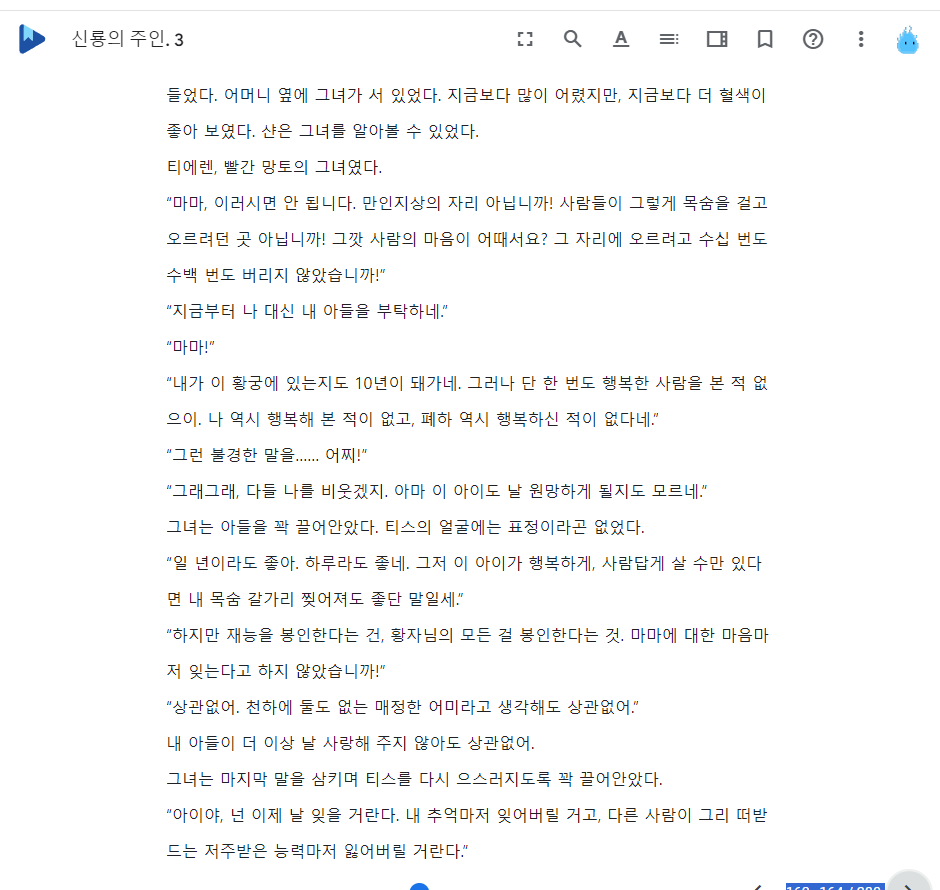 신룡의 주인. 3
들었다. 어머니 옆에 그녀가 서 있었다. 지금보다 많이 어렸지만, 지금보다 더 혈색이
좋아 보였다. 샨은 그녀를 알아볼 수 있었다.
티에렌, 빨간 망토의 그녀였다.
“마마, 이러시면 안 됩니다. 만인지상의 자리 아닙니까! 사람들이 그렇게 목숨을 걸고
오르려던 곳 아닙니까! 그깟 사람의 마음이 어때서요? 그 자리에 오르려고 수십 번도
수백 번도 버리지 않았습니까!”
“지금부터 나 대신 내 아들을 부탁하네.”
“마마!”
“내가 이 황궁에 있는지도 10년이 돼가네. 그러나 단 한 번도 행복한 사람을 본 적 없
으이. 나 역시 행복해 본 적이 없고, 폐하 역시 행복하신 적이 없다네.”
“그런 불경한 말을…… 어찌!”
“그래그래, 다들 나를 비웃겠지. 아마 이 아이도 날 원망하게 될지도 모르네.”
그녀는 아들을 꽉 끌어안았다. 티스의 얼굴에는 표정이라곤 없었다.
“일 년이라도 좋아. 하루라도 좋네. 그저 이 아이가 행복하게, 사람답게 살 수만 있다
면 내 목숨 갈가리 찢어져도 좋단 말일세.”
“하지만 재능을 봉인한다는 건, 황자님의 모든 걸 봉인한다는 것. 마마에 대한 마음마
저 잊는다고 하지 않았습니까!”
“상관없어. 천하에 둘도 없는 매정한 어미라고 생각해도 상관없어.”
내 아들이 더 이상 날 사랑해 주지 않아도 상관없어.
그녀는 마지막 말을 삼키며 티스를 다시 으스러지도록 꽉 끌어안았다.
“아이야, 넌 이제 날 잊을 거란다. 내 추억마저 잊어버릴 거고, 다른 사람이 그리 떠받
드는 저주받은 능력마저 잃어버릴 거란다.”